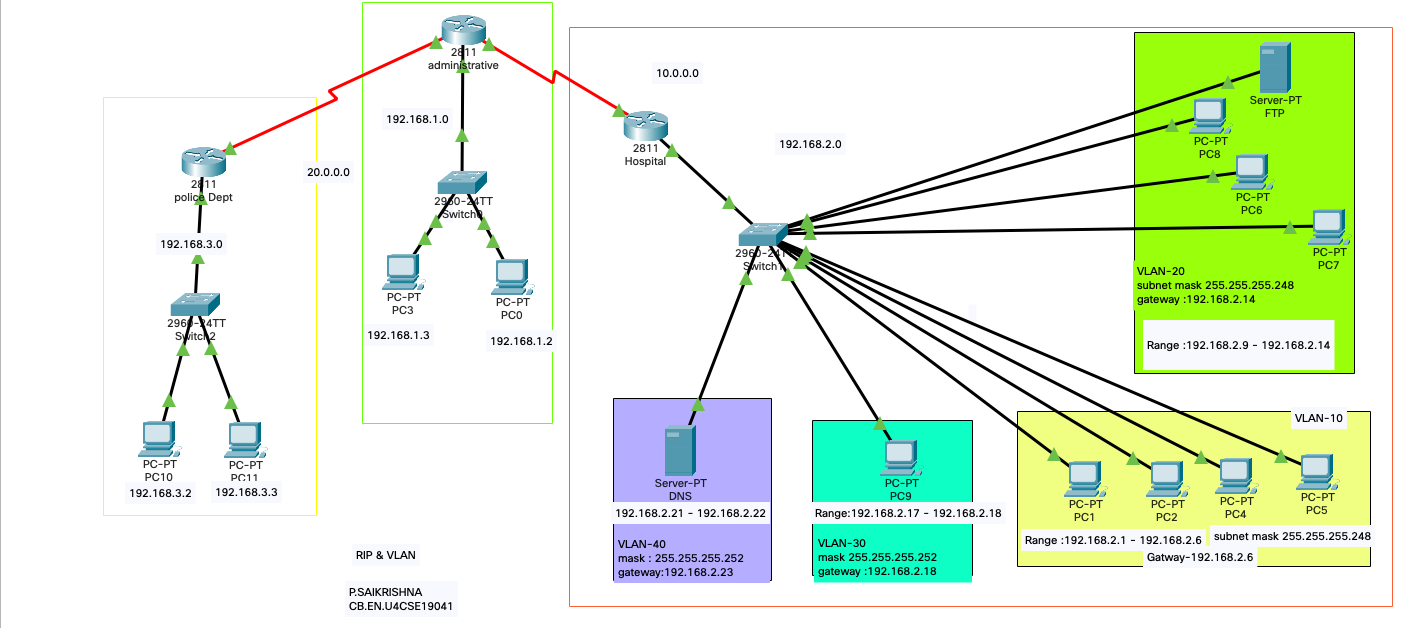 2811
administrative
10.0.0.0
Server-PT
FTP
192.168.1.0
2811
Hospital
192.168.2.0
PC-PT
PC8
20.0.0.0
2811
police Dept
2960-24TT
Switch0
PC-PT
PC6
192.168.3.0
2960-24TT
Switch1
PC-PT
PC7
PC-PT
PC3
PC-PT
PC0
VLAN-20
subnet mask 255.255.255.248
gateway :192.168.2.14
2960-24TT
Switch2
192.168.1.3
192.168.1.2
Range :192.168.2.9 - 192.168.2.14
VLAN-10
PC-PT
PC10
PC-PT
PC11
192.168.3.2
192.168.3.3
Server-PT
DNS
192.168.2.21 - 192.168.2.22
VLAN-40
mask : 255.255.255.252
gateway:192.168.2.23
PC-PT
PC9
Range:192.168.2.17 - 192.168.2.18
VLAN-30
mask 255.255.255.252
gateway :192.168.2.18
PC-PT
PC1
PC-PT
PC2
PC-PT
PC4
PC-PT
PC5
Range :192.168.2.1 - 192.168.2.6
subnet mask 255.255.255.248
Gatway-192.168.2.6
RIP & VLAN
P.SAIKRISHNA
CB.EN.U4CSE19041